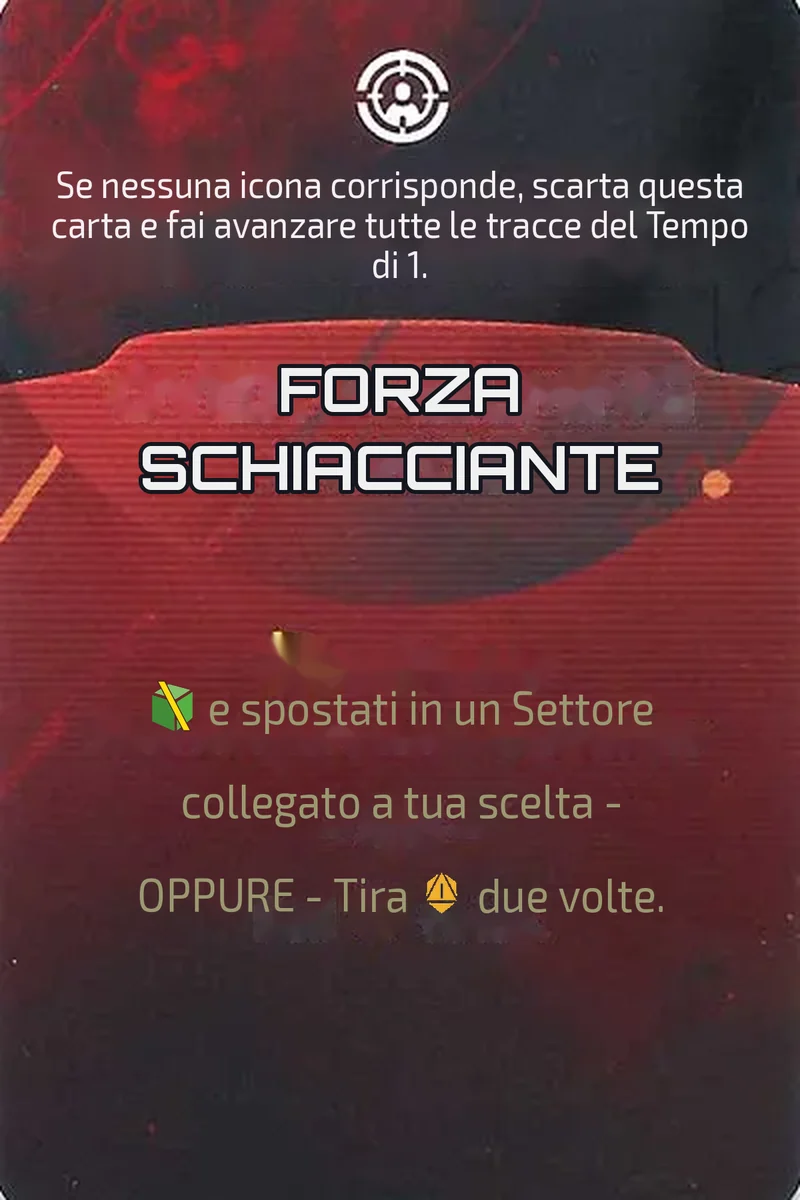 Se nessuna icona corrisponde, scarta questa
carta e fai avanzare tutte le tracce del Tempo
di 1.
FORZA
SCHIACCIANTE
e spostati in un Settore
collegato a tua scelta -
OPPURE - Tira due volte.